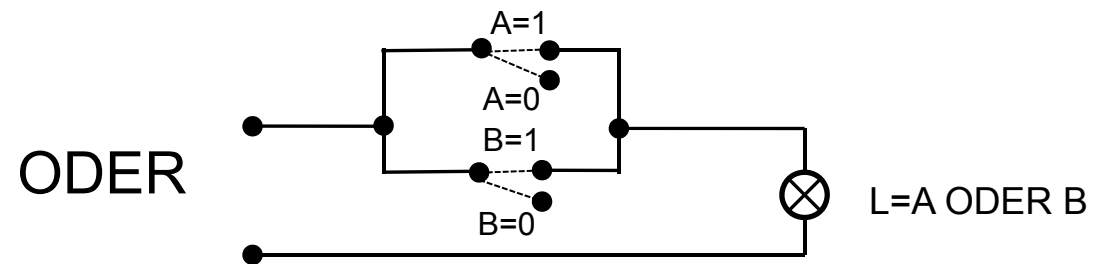 A=1
A=0
B=1
ODER
B=0
L=A ODER B